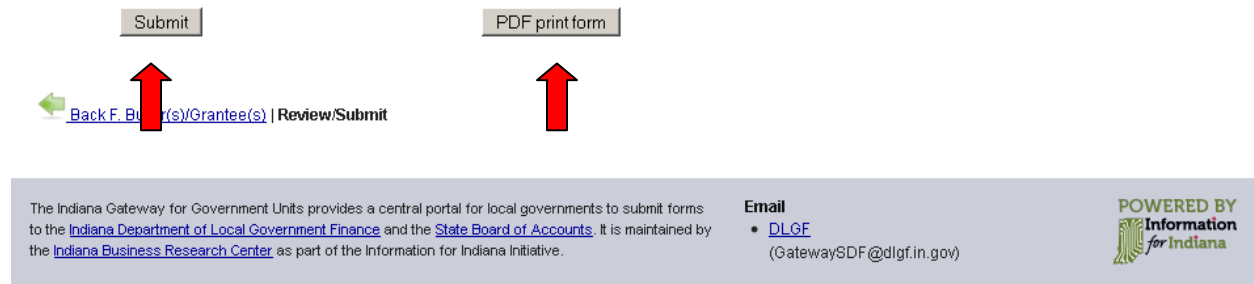 Submit PDF print form
Back F. B r(s)/Grantee(s) | Review/Submit
The Indiana Gateway for Government Units provides a central portal for local governments to submit forms
to the Indiana Department of Local Government Finance and the State Board of Accounts. It is maintained by
the Indiana Business Research Center as part of the Information for Indiana Initiative.
Email
• DLGF
(GatewaySDF@dlgf.in.gov)
POWERED BY
Information
for Indiana